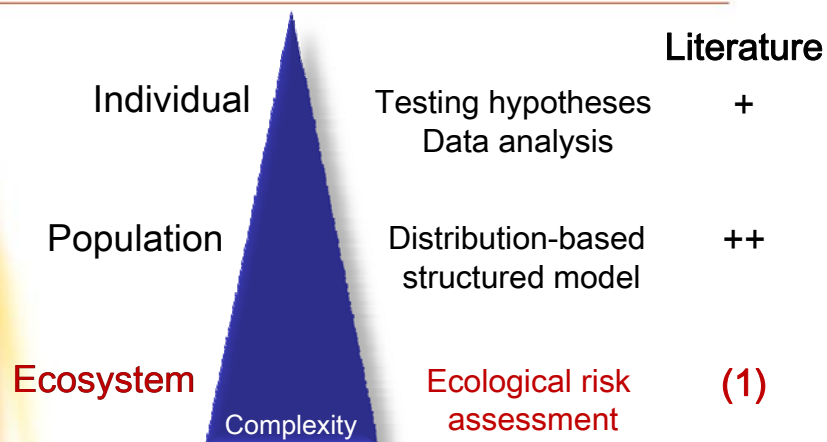 Literature
Individual
Testing hypotheses
Data analysis
+
Population
Distribution-based
structured model
++
Ecosystem
Ecological risk
assessment
(1)
Complexity